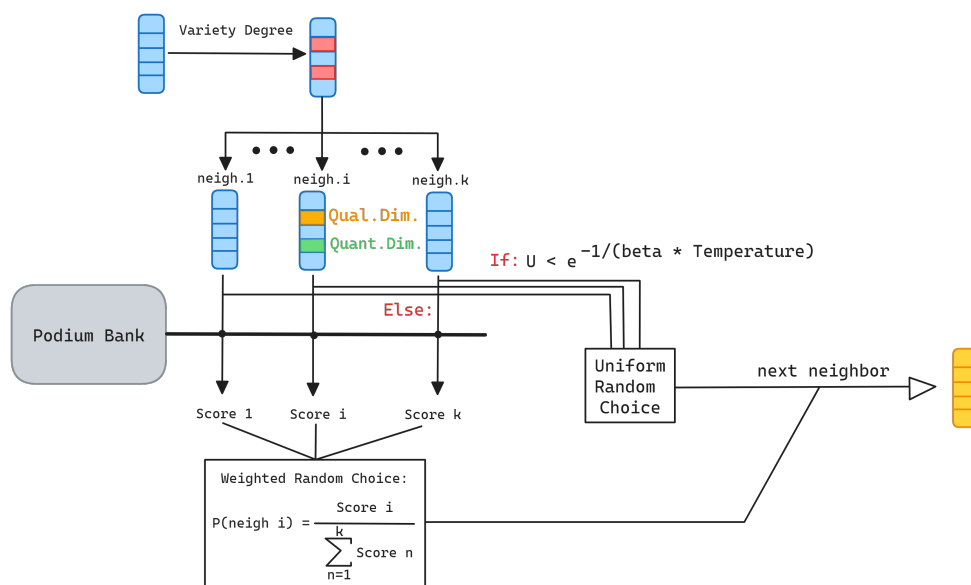 Variety Degree
neigh.1
neigh.i
neigh.k
Qual.Dim.
Quant.Dim.
If: U < e -1/(beta * Temperature)
Else:
Podium Bank
Uniform
Random
Choice
next neighbor
Score 1
Score i
Score k
Weighted Random Choice:
Score i
P(neigh i) =
k
∑ Score n
n=1